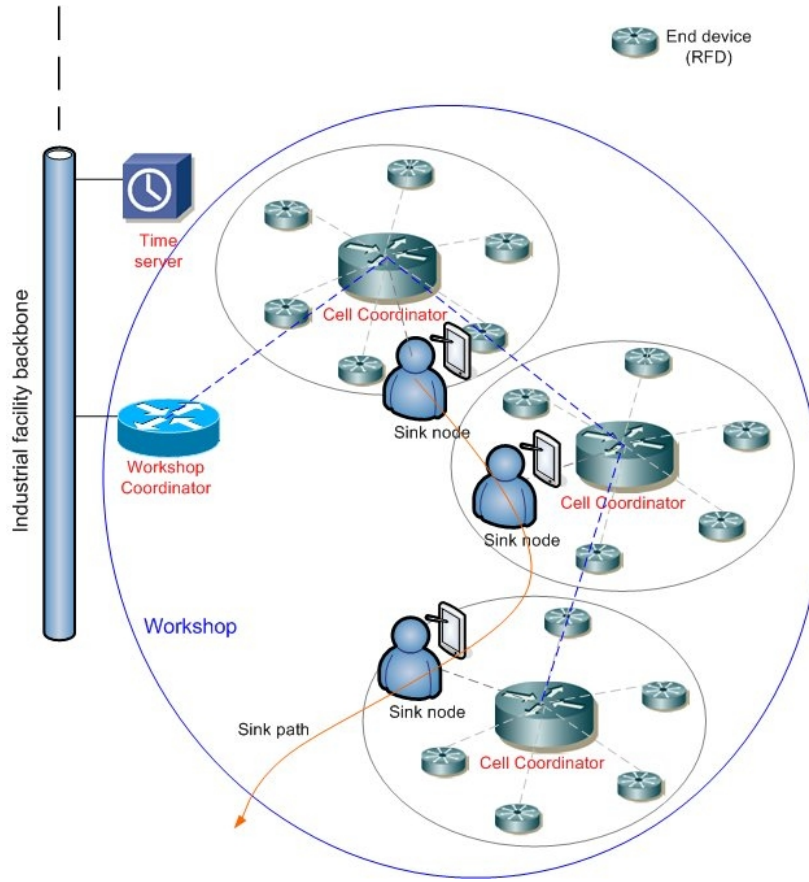 End device
(RFD)
Time
server
Cell Coordinator
Industrial facility backbone
Sink node
Workshop
Coordinator
Cell Coordinator
Sink node
Workshop
Sink node
Sink path
Cell Coordinator